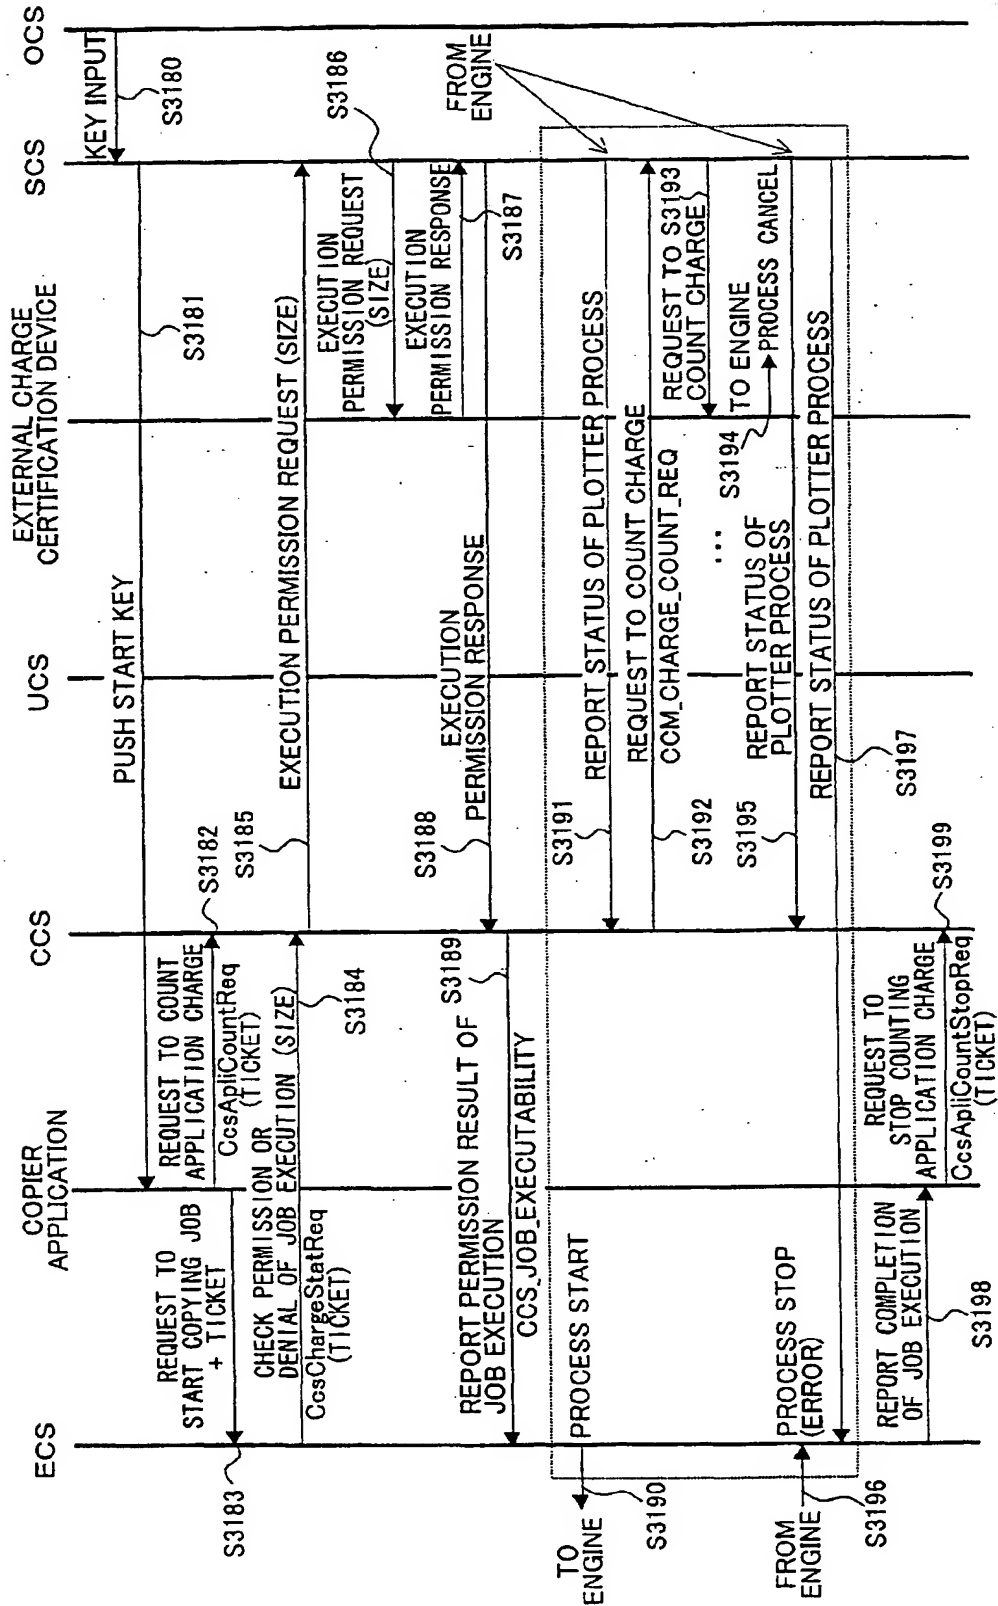 ECS
COPIER
APPLICATION
CCS
UCS
EXTERNAL CHARGE
CERTIFICATION DEVICE
SCS
OCS
KEY INPUT
S3180
PUSH START KEY
S3181
REQUEST TO COUNT
APPLICATION CHARGE
CcsApliCountReq
(TICKET)
S3182
REQUEST TO
START COPYING JOB
+ TICKET
S3183
CHECK PERMISSION OR
DENIAL OF JOB EXECUTION (SIZE)
CcsChargeStatReq
(TICKET)
S3184
S3185
EXECUTION PERMISSION REQUEST (SIZE)
EXECUTION
PERMISSION REQUEST
(SIZE)
S3186
EXECUTION
PERMISSION RESPONSE
S3187
EXECUTION
PERMISSION RESPONSE
S3188
S3189
REPORT PERMISSION RESULT OF
JOB EXECUTION
CCS_JOB_EXECUTABILITY
FROM
ENGINE
PROCESS START
TO
ENGINE
S3190
REPORT STATUS OF PLOTTER PROCESS
S3191
REQUEST TO COUNT CHARGE
CCM_CHARGE_COUNT_REQ
S3192
REQUEST TO
COUNT CHARGE
S3193
...
S3194
TO ENGINE
PROCESS CANCEL
REPORT STATUS OF
PLOTTER PROCESS
S3195
PROCESS STOP
(ERROR)
FROM
ENGINE
S3196
REPORT STATUS OF PLOTTER PROCESS
S3197
REPORT COMPLETION
OF JOB EXECUTION
S3198
REQUEST TO
STOP COUNTING
APPLICATION CHARGE
CcsApliCountStopReq
(TICKET)
S3199